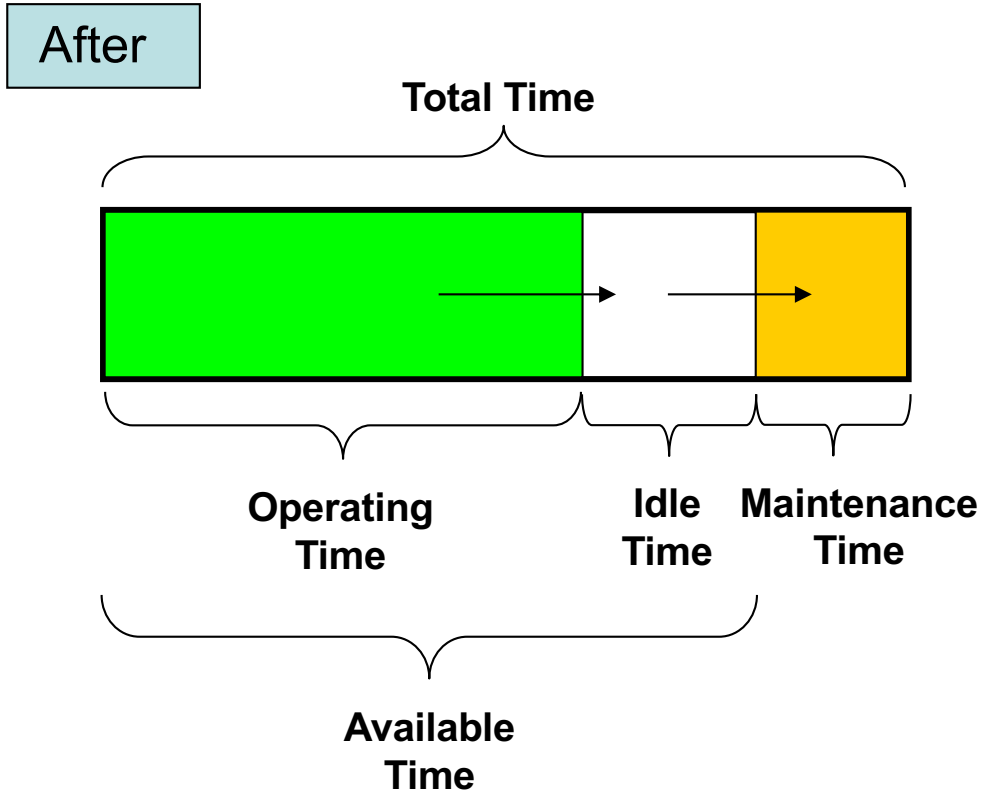 After
Total Time
Operating
Time
Idle
Time
Maintenance
Time
Available
Time